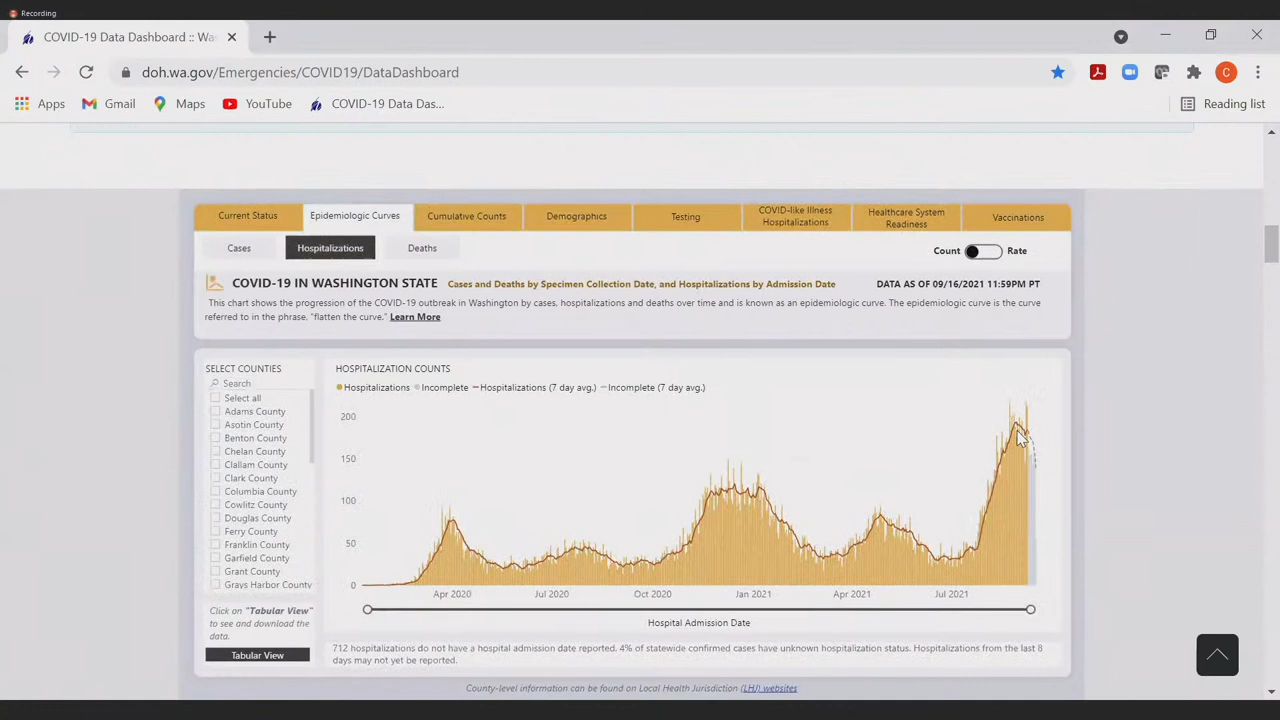 Recording
COVID-19 Data Dashboard :: Wa
doh.wa.gov/Emergencies/COVID19/DataDashboard
C
Apps
Gmail
Maps
YouTube
COVID-19 Data Das...
Reading list
Current Status
Epidemiologic Curves
Cumulative Counts
Demographics
Testing
COVID-like Illness
Hospitalizations
Healthcare System
Readiness
Vaccinations
Cases
Hospitalizations
Deaths
Count
Rate
COVID-19 IN WASHINGTON STATE Cases and Deaths by Specimen Collection Date, and Hospitalizations by Admission Date DATA AS OF 09/16/2021 11:59PM PT
This chart shows the progression of the COVID-19 outbreak in Washington by cases, hospitalizations and deaths over time and is known as an epidemiologic curve. The epidemiologic curve is the curve
referred to in the phrase, "flatten the curve." Learn More
SELECT COUNTIES
Search
Select all
Adams County
Asotin County
Benton County
Chelan County
Clallam County
Clark County
Columbia County
Cowlitz County
Douglas County
Ferry County
Franklin County
Garfield County
Grant County
Grays Harbor County
Click on "Tabular View"
to see and download the
data.
Tabular View
HOSPITALIZATION COUNTS
Hospitalizations Incomplete Hospitalizations (7 day avg.) Incomplete (7 day avg.)
200
150
100
50
0
Apr 2020 Jul 2020 Oct 2020 Jan 2021 Apr 2021 Jul 2021
Hospital Admission Date
712 hospitalizations do not have a hospital admission date reported. 4% of statewide confirmed cases have unknown hospitalization status. Hospitalizations from the last 8
days may not yet be reported.
County-level information can be found on Local Health Jurisdiction (LHJ) websites